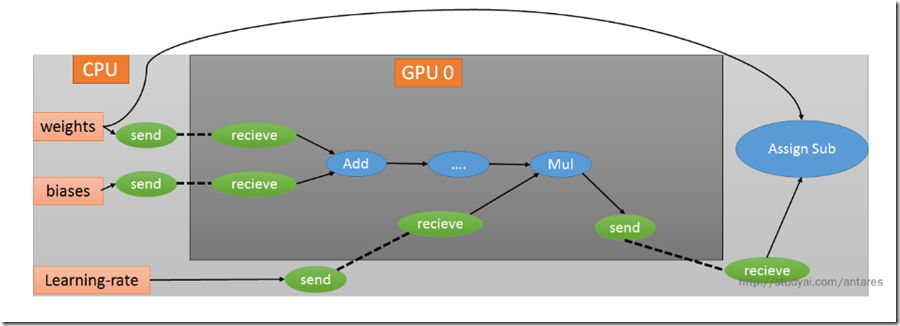 CPU
GPU 0
weights
send
recieve
Add
....
Mul
Assign Sub
biases
send
recieve
recieve
send
Learning-rate
send
recieve
http://studyai.com/antares